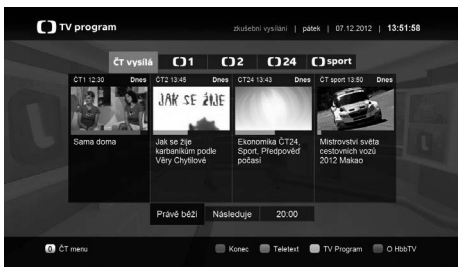 TV program
zkušební vysílání | pátek | 07.12.2012 | 13:51:58
ČT vysílá 1 2 24 sport
ČT1 12:30 Dnes
JAK SE ŽIJE
Sama doma
ČT2 13:45 Dnes
Jak se žije
karbanikům podle
Věry Chytilové
ČT24 13:43 Dnes
Ekonomika ČT24,
Sport, Předpověď
počasí
ČT sport 13:50 Dnes
Mistrovství světa
cestovních vozů
2012 Makao
Právě běží Následuje 20:00
0 ČT menu
Konec Teletext TV Program O HbbTV